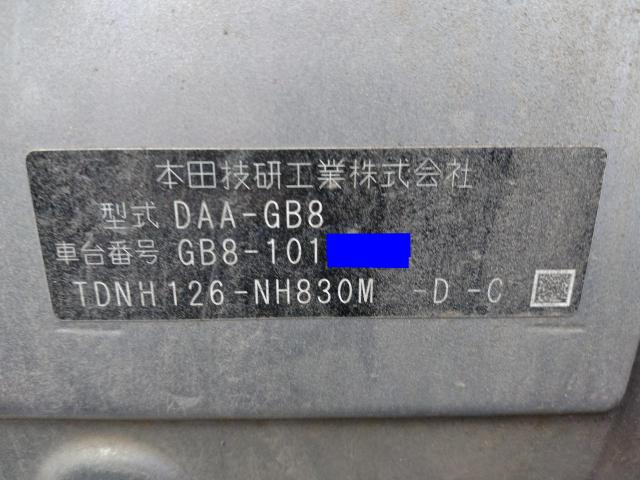 本田技研工業株式会社
型式 DAA-GB8
車台番号 GB8-101
TDNH126-NH830M -D -C